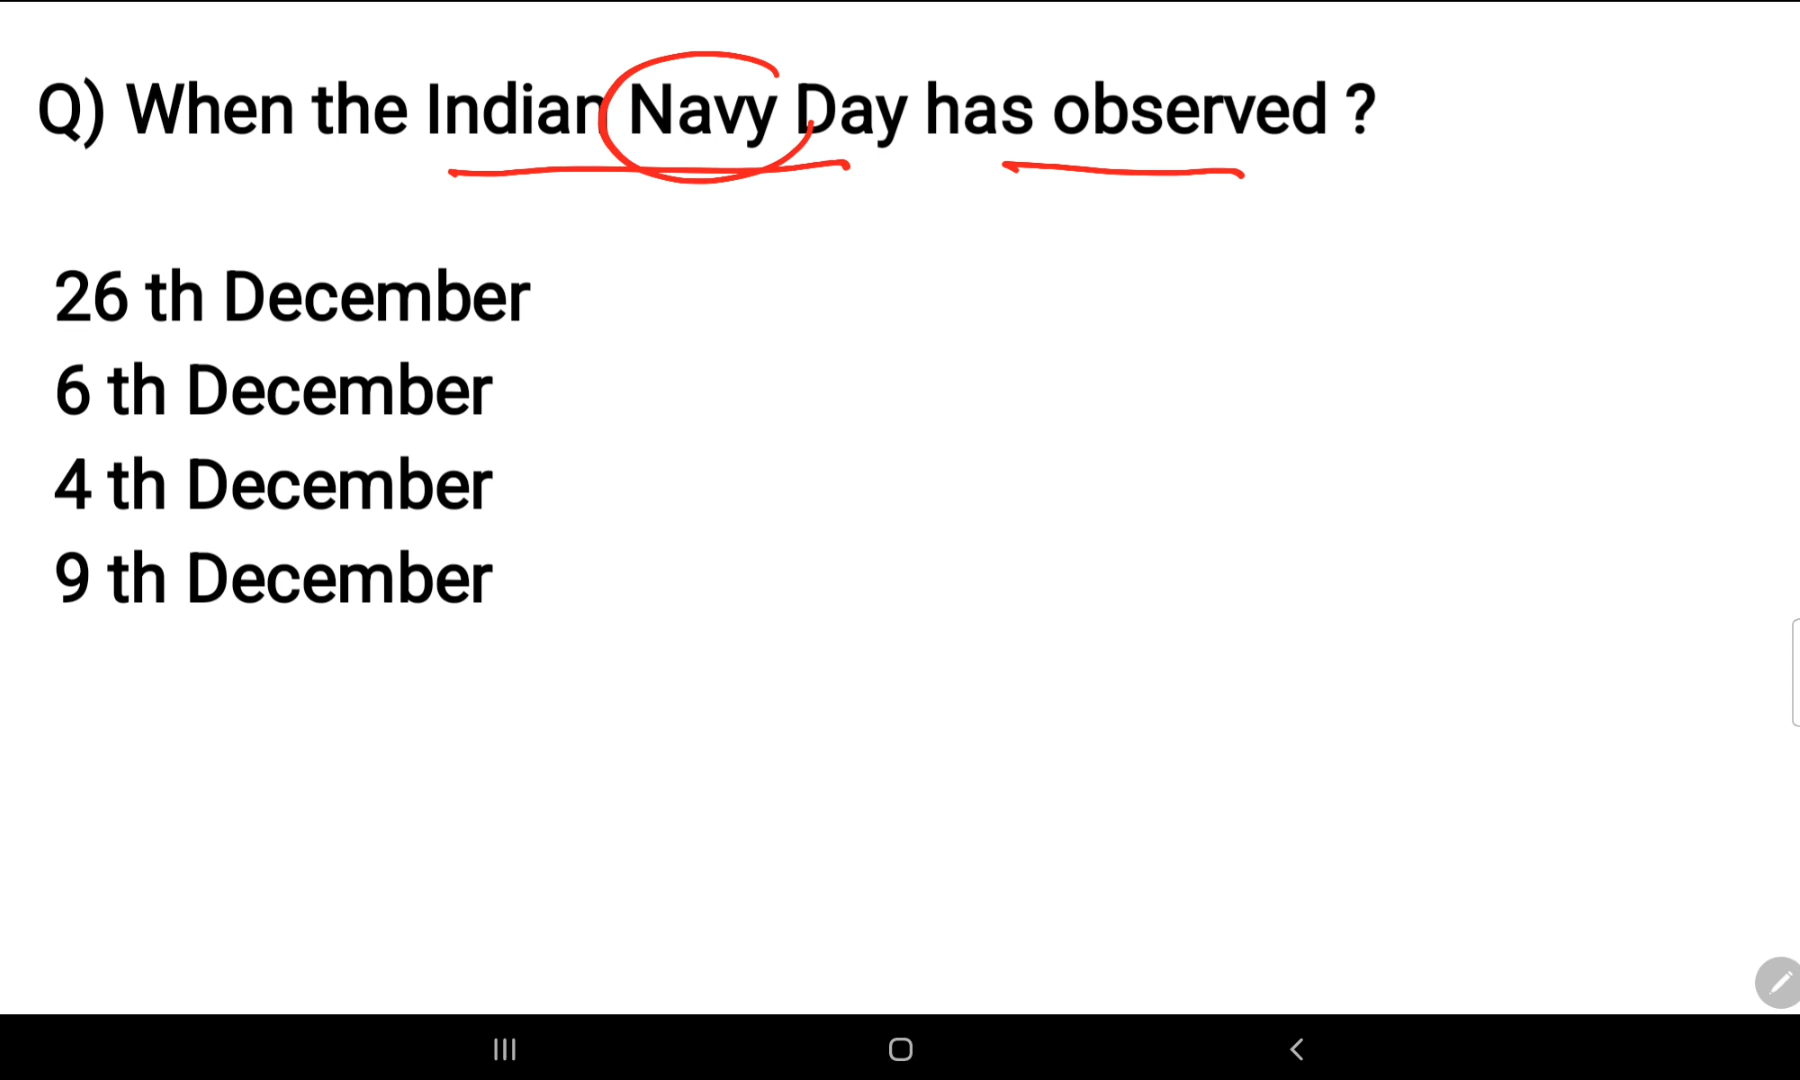 Q) When the Indian Navy Day has observed ?
26 th December
6 th December
4 th December
9 th December